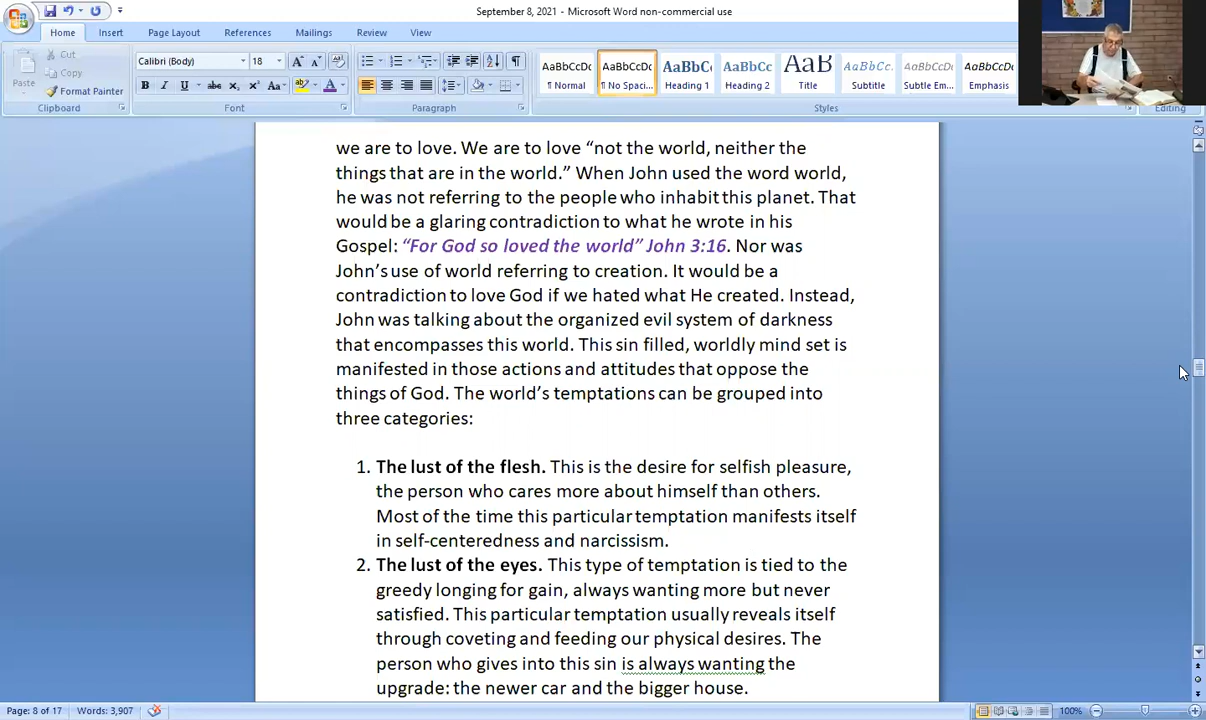 September 8, 2021 - Microsoft Word non-commercial use
Home Insert Page Layout References Mailings Review View
Cut
Copy
Paste
Format Painter
Clipboard
Calibri (Body) 18
Font
Paragraph
AaBbCcDc AaBbCcDc AaBbC AaBbCc AaB AaBbCcL AaBbCcDc AaBbCcDc
¶ Normal ¶ No Spaci... Heading 1 Heading 2 Title Subtitle Subtle Em... Emphasis
Styles
Editing
we are to love. We are to love “not the world, neither the
things that are in the world.” When John used the word world,
he was not referring to the people who inhabit this planet. That
would be a glaring contradiction to what he wrote in his
Gospel: “For God so loved the world” John 3:16. Nor was
John’s use of world referring to creation. It would be a
contradiction to love God if we hated what He created. Instead,
John was talking about the organized evil system of darkness
that encompasses this world. This sin filled, worldly mind set is
manifested in those actions and attitudes that oppose the
things of God. The world’s temptations can be grouped into
three categories:
1. The lust of the flesh. This is the desire for selfish pleasure,
the person who cares more about himself than others.
Most of the time this particular temptation manifests itself
in self-centeredness and narcissism.
2. The lust of the eyes. This type of temptation is tied to the
greedy longing for gain, always wanting more but never
satisfied. This particular temptation usually reveals itself
through coveting and feeding our physical desires. The
person who gives into this sin is always wanting the
upgrade: the newer car and the bigger house.
Page: 8 of 17 Words: 3,907 100%